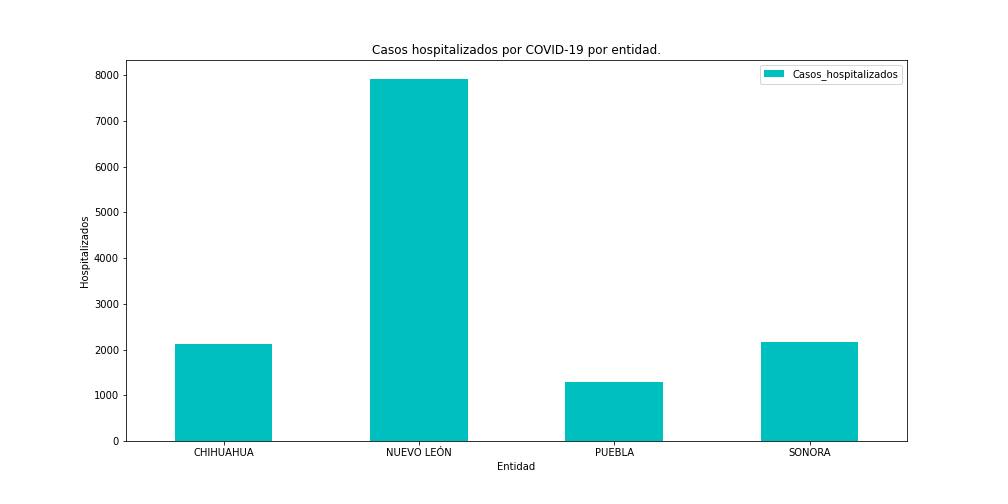 Casos hospitalizados por COVID-19 por entidad.
Casos_hospitalizados
8000
7000
6000
5000
4000
3000
2000
1000
0
Hospitalizados
CHIHUAHUA
NUEVO LEÓN
PUEBLA
SONORA
Entidad